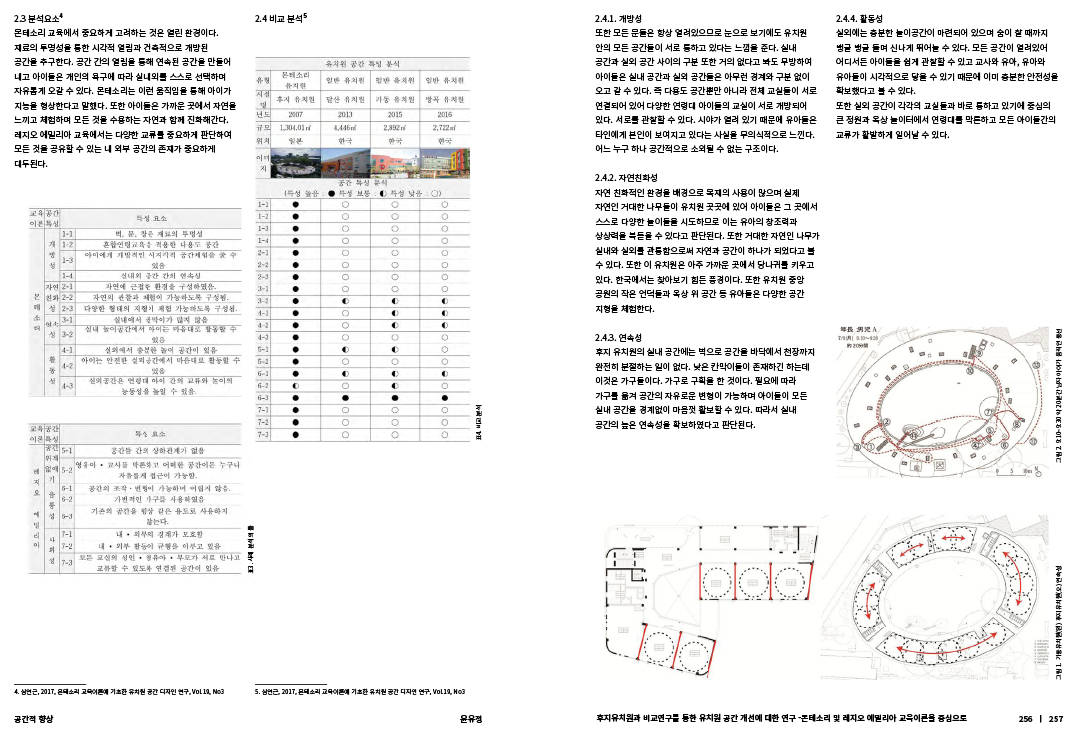 2.3 분석요소4
몬테소리 교육에서 중요하게 고려하는 것은 열린 환경이다.
재료의 투명성을 통한 시각적 열림과 건축적으로 개방된
공간을 추구한다. 공간 간의 열림을 통해 연속된 공간을 만들어
내고 아이들은 개인의 욕구에 따라 실내외를 스스로 선택하며
자유롭게 오갈 수 있다. 몬테소리는 이런 움직임을 통해 아이가
지능을 형상한다고 말했다. 또한 아이들은 가까운 곳에서 자연을
느끼고 체험하며 모든 것을 수용하는 자연과 함께 진화해간다.
레지오 에밀리아 교육에서는 다양한 교류를 중요하게 판단하여
모든 것을 공유할 수 있는 내 외부 공간의 존재가 중요하게
대두된다.
교육 공간 특성 요소
이론 특성
몬테소리
개방성
1-1 벽, 문, 창은 재료의 투명성
1-2 혼합연령교육을 적용한 다용도 공간
1-3 아이에게 개방적인 시지각적 공간체험을 줄 수
있음
1-4 실내외 공간 간의 연속성
자연친화성
2-1 자연에 근접한 환경을 구성하였음.
2-2 자연의 관찰과 체험이 가능하도록 구성됨.
2-3 다양한 형태의 지형기 체험 가능하도록 구성됨.
연속성
3-1 실내에서 칸막이가 많지 않음
3-2 실내 놀이공간에서 아이는 마음대로 활동할 수
있음
활동성
4-1 실외에서 충분한 놀이 공간이 있음
4-2 아이는 안전한 실외공간에서 마음대로 활동할 수
있음
4-3 실외공간은 연령대 아이 간의 교류와 놀이의
능동성을 높일 수 있음.
교육 공간 특성 요소
이론 특성
레지오 에밀리아
공간위계 없애기
5-1 공간들 간의 상하관계가 없음
5-2 영유아 • 교사를 막론하고 어떠한 공간이든 누구나
자유롭게 접근이 가능함.
융통성
6-1 공간의 조작·변형이 가능하며 어렵지 않음.
6-2 가변적인 가구를 사용하였음
6-3 기존의 공간을 항상 같은 용도로 사용하지
않는다.
사회성
7-1 내 • 외부의 경계가 모호함
7-2 내 • 외부 활동이 균형을 이루고 있음
7-3 모든 교실의 성인 • 영유아 • 부모가 서로 만나고
교류할 수 있도록 연결된 공간이 있음
표3. 사례 분석의 틀
4. 심언근, 2017, 몬테소리 교육이론에 기초한 유치원 공간 디자인 연구, Vol.19, No3
공간적 향상
2.4 비교 분석5
유치원 공간 특성 분석
유형 몬테소리 유치원 일반 유치원 일반 유치원 일반 유치원
시설명 후지 유치원 달산 유치원 가동 유치원 방곡 유치원
년도 2007 2013 2015 2016
규모 1,304.01㎡ 4,446㎡ 2,892㎡ 2,722㎡
위치 일본 한국 한국 한국
이미지
공간 특성 분석
(특성 높음 : ● 특성 보통 : ◐ 특성 낮음 : ○)
1-1 ● ○ ○ ○
1-2 ● ○ ○ ○
1-3 ● ○ ○ ○
1-4 ● ○ ○ ○
2-1 ● ○ ○ ○
2-2 ● ○ ○ ○
2-3 ● ○ ○ ○
3-1 ● ○ ○ ○
3-2 ● ◐ ◐ ◐
4-1 ● ○ ◐ ◐
4-2 ● ○ ◐ ◐
4-3 ● ○ ○ ○
5-1 ● ◐ ◐ ○
5-2 ● ○ ○ ○
6-1 ● ◐ ◐ ◐
6-2 ◐ ○ ◐ ○
6-3 ● ● ● ●
7-1 ● ○ ○ ○
7-2 ● ○ ○ ○
7-3 ● ○ ○ ○
표4. 비교 분석
5. 심언근, 2017, 몬테소리 교육이론에 기초한 유치원 공간 디자인 연구, Vol.19, No3
윤유정
2.4.1. 개방성
또한 모든 문들은 항상 열려있으므로 눈으로 보기에도 유치원
안의 모든 공간들이 서로 통하고 있다는 느낌을 준다. 실내
공간과 실외 공간 사이의 구분 또한 거의 없다고 봐도 무방하여
아이들은 실내 공간과 실외 공간들은 아무런 경계와 구분 없이
오고 갈 수 있다. 즉 다용도 공간뿐만 아니라 전체 교실들이 서로
연결되어 있어 다양한 연령대 아이들의 교실이 서로 개방되어
있다. 서로를 관찰할 수 있다. 시야가 열려 있기 때문에 유아들은
타인에게 본인이 보여지고 있다는 사실을 무의식적으로 느낀다.
어느 누구 하나 공간적으로 소외될 수 없는 구조이다.
2.4.2. 자연친화성
자연 친화적인 환경을 배경으로 목재의 사용이 많으며 실제
자연인 거대한 나무들이 유치원 곳곳에 있어 아이들은 그 곳에서
스스로 다양한 놀이들을 시도하므로 이는 유아의 창조력과
상상력을 북돋을 수 있다고 판단된다. 또한 거대한 자연인 나무가
실내와 실외를 관통함으로써 자연과 공간이 하나가 되었다고 볼
수 있다. 또한 이 유치원은 아주 가까운 곳에서 당나귀를 키우고
있다. 한국에서는 찾아보기 힘든 풍경이다. 또한 유치원 중앙
공원의 작은 언덕들과 옥상 위 공간 등 유아들은 다양한 공간
지형을 체험한다.
2.4.3. 연속성
후지 유치원의 실내 공간에는 벽으로 공간을 바닥에서 천장까지
완전히 분절하는 일이 없다. 낮은 칸막이들이 존재하긴 하는데
이것은 가구들이다. 가구로 구획을 한 것이다. 필요에 따라
가구를 옮겨 공간의 자유로운 변형이 가능하며 아이들이 모든
실내 공간을 경계없이 마음껏 활보할 수 있다. 따라서 실내
공간의 높은 연속성을 확보하였다고 판단된다.
2.4.4. 활동성
실외에는 충분한 놀이공간이 마련되어 있으며 숨이 찰 때까지
뱅글 뱅글 돌며 신나게 뛰어놀 수 있다. 모든 공간이 열려있어
어디서든 아이들을 쉽게 관찰할 수 있고 교사와 유아, 유아와
유아들이 시각적으로 닿을 수 있기 때문에 이미 충분한 안전성을
확보했다고 볼 수 있다.
또한 실외 공간이 각각의 교실들과 바로 통하고 있기에 중심의
큰 정원과 옥상 놀이터에서 연령대를 막론하고 모든 아이들간의
교류가 활발하게 일어날 수 있다.
年長 男児 A
7/9(月) 9:10〜9:30
約20分間
0 5 10m N
그림 1. 가동유치원(왼) 후지유치원(오) 연속성
후지유치원과 비교연구를 통한 유치원 공간 개선에 대한 연구 -몬테소리 및 레지오 에밀리아 교육이론을 중심으로
256 | 257